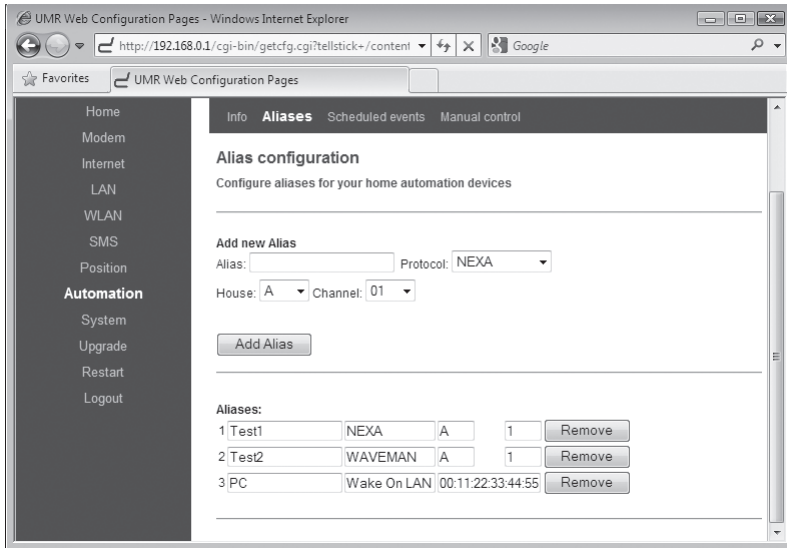 UMR Web Configuration Pages - Windows Internet Explorer
http://192.168.0.1/cgi-bin/getcfg.cgi?tellstick+/content
Google
Favorites
UMR Web Configuration Pages
Home
Modem
Internet
LAN
WLAN
SMS
Position
Automation
System
Upgrade
Restart
Logout
Info Aliases Scheduled events Manual control
Alias configuration
Configure aliases for your home automation devices
Add new Alias
Alias: Protocol: NEXA
House: A Channel: 01
Add Alias
Aliases:
1 Test1 NEXA A 1 Remove
2 Test2 WAVEMAN A 1 Remove
3 PC Wake On LAN 00:11:22:33:44:55 Remove